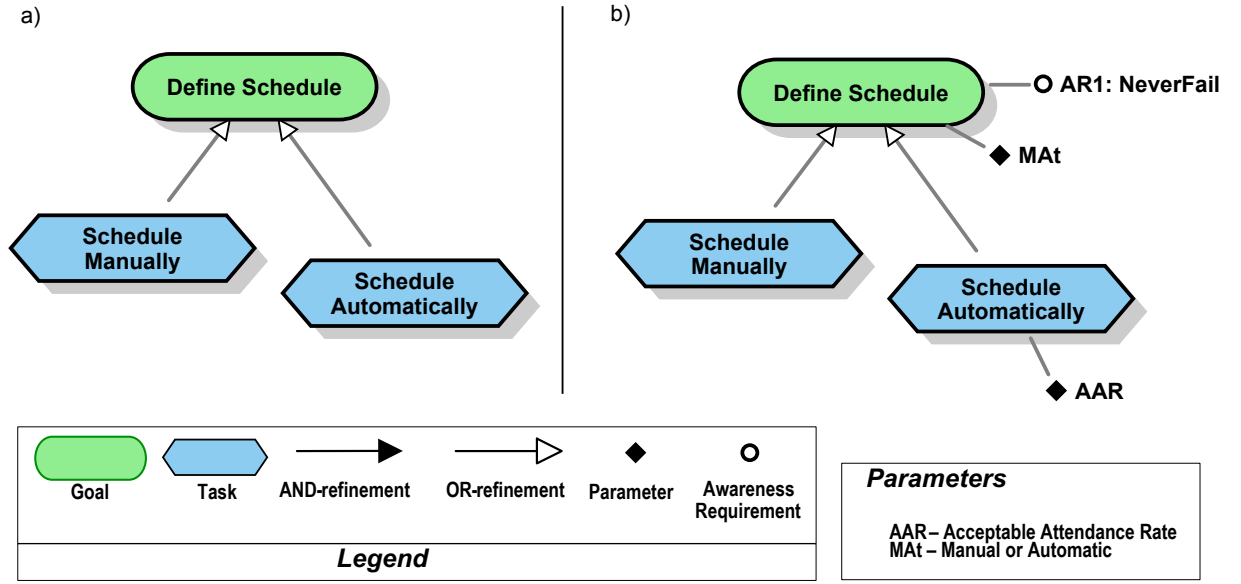 a)
Define Schedule
Schedule
Manually
Schedule
Automatically
b)
Define Schedule
AR1: NeverFail
MAt
Schedule
Manually
Schedule
Automatically
AAR
Goal
Task
AND-refinement
OR-refinement
Parameter
Awareness
Requirement
Legend
Parameters
AAR – Acceptable Attendance Rate
MAt – Manual or Automatic